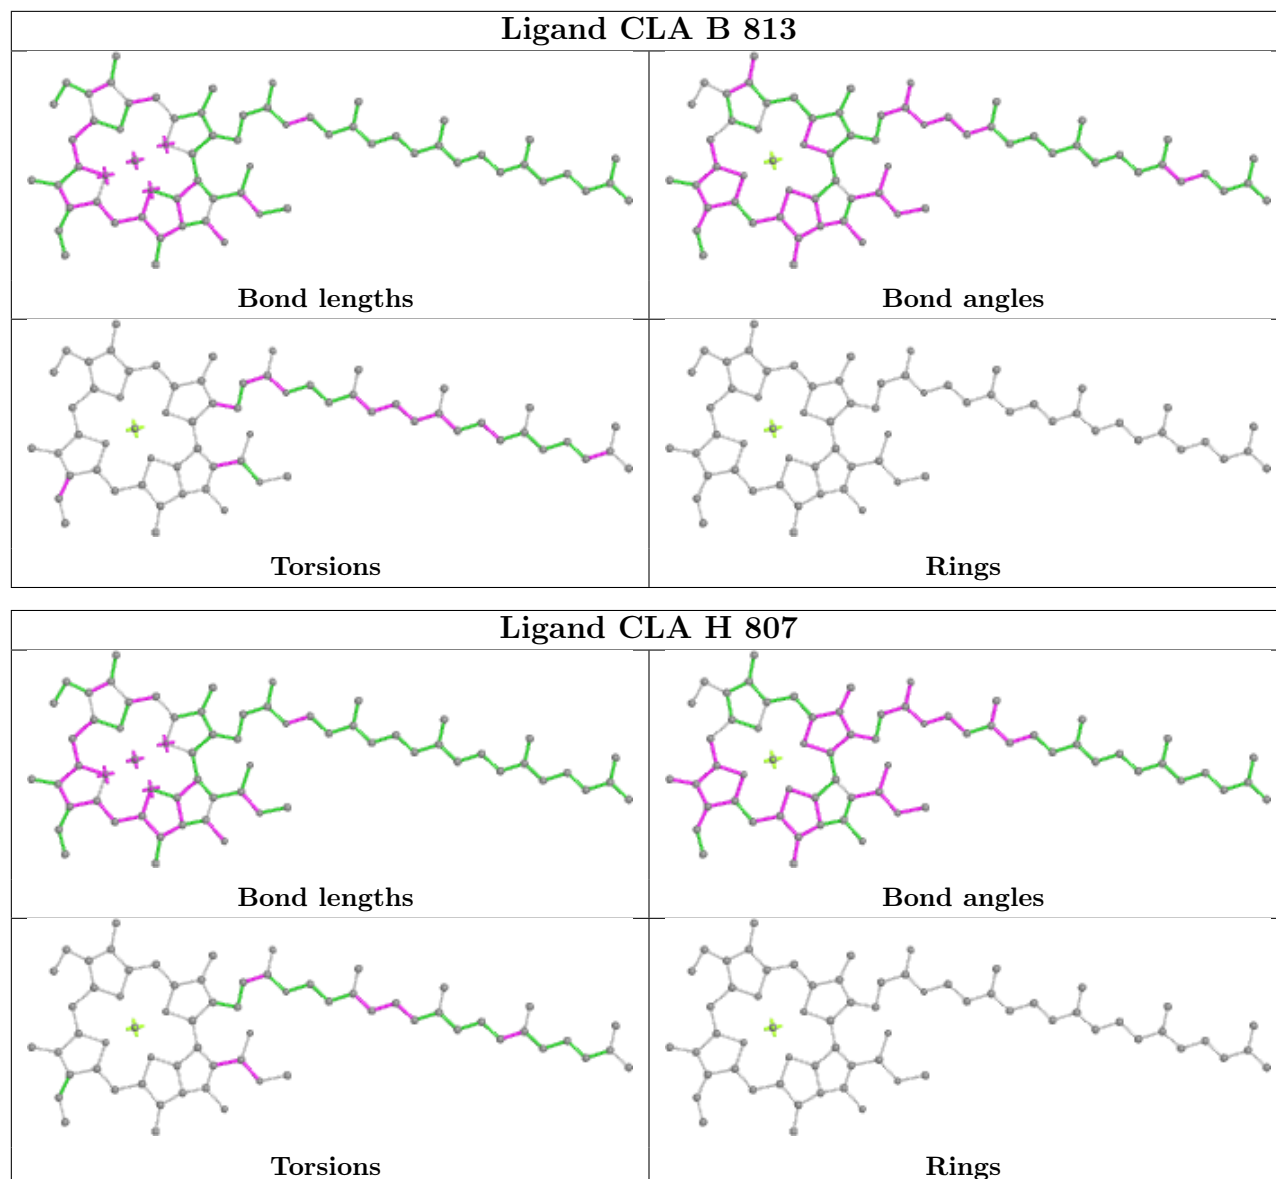 Ligand CLA B 813
Bond lengths
Bond angles
Torsions
Rings
Ligand CLA H 807
Bond lengths
Bond angles
Torsions
Rings